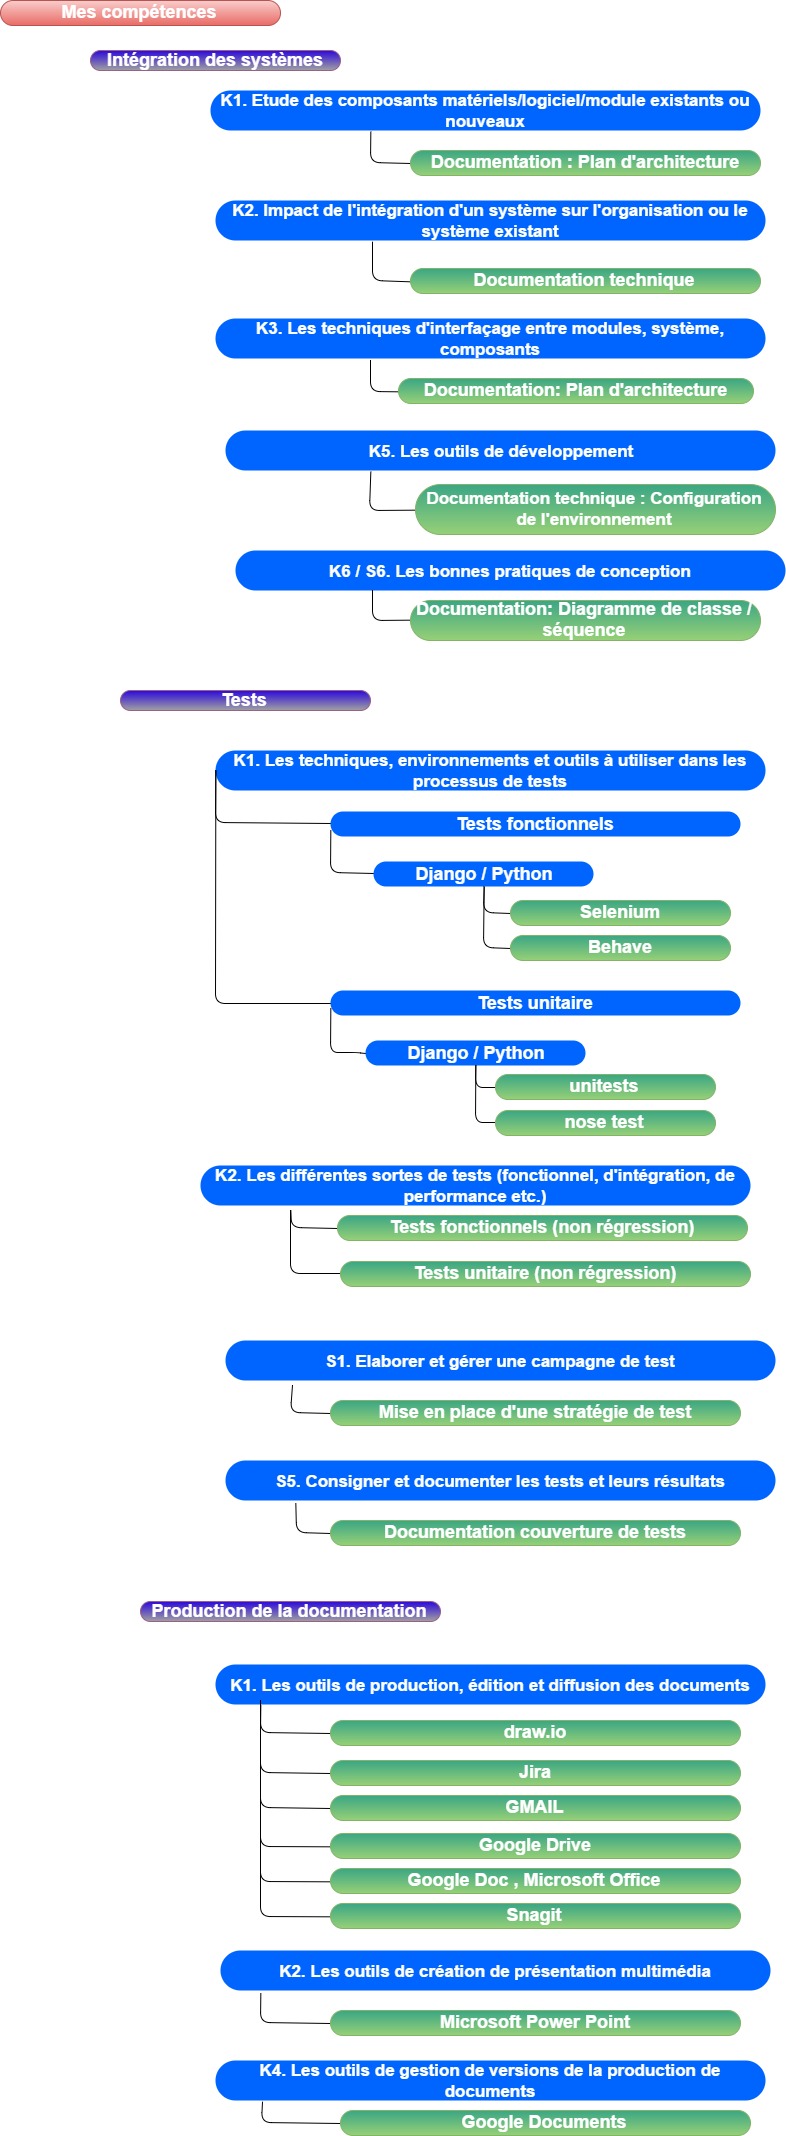 Mes compétences
Intégration des systèmes
K1. Etude des composants matériels/logiciel/module existants ou
nouveaux
Documentation : Plan d'architecture
K2. Impact de l'intégration d'un système sur l'organisation ou le
système existant
Documentation technique
K3. Les techniques d'interfaçage entre modules, système,
composants
Documentation: Plan d'architecture
K5. Les outils de développement
Documentation technique : Configuration
de l'environnement
K6 / S6. Les bonnes pratiques de conception
Documentation: Diagramme de classe /
séquence
Tests
K1. Les techniques, environnements et outils à utiliser dans les
processus de tests
Tests fonctionnels
Django / Python
Selenium
Behave
Tests unitaire
Django / Python
unitests
nose test
K2. Les différentes sortes de tests (fonctionnel, d'intégration, de
performance etc.)
Tests fonctionnels (non régression)
Tests unitaire (non régression)
S1. Elaborer et gérer une campagne de test
Mise en place d'une stratégie de test
S5. Consigner et documenter les tests et leurs résultats
Documentation couverture de tests
Production de la documentation
K1. Les outils de production, édition et diffusion des documents
draw.io
Jira
GMAIL
Google Drive
Google Doc , Microsoft Office
Snagit
K2. Les outils de création de présentation multimédia
Microsoft Power Point
K4. Les outils de gestion de versions de la production de
documents
Google Documents